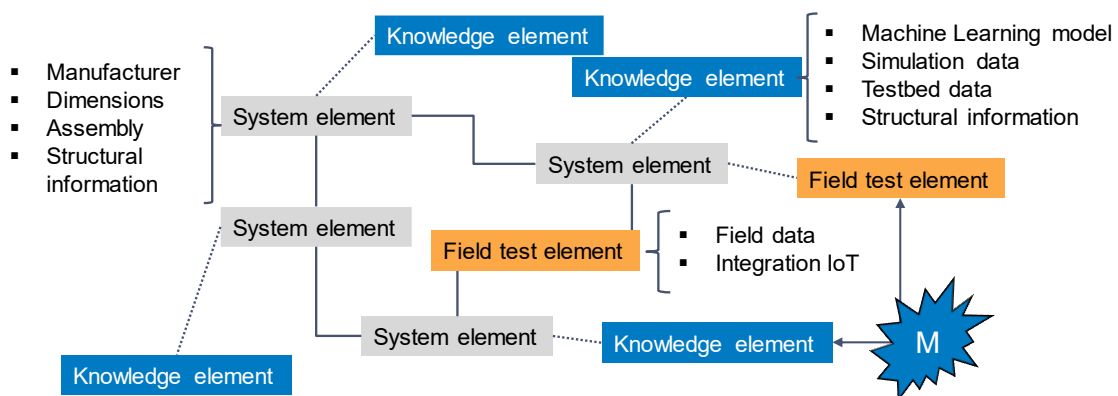 Knowledge element
▪ Manufacturer
▪ Dimensions
▪ Assembly
▪ Structural
information
System element
Knowledge element
▪ Machine Learning model
▪ Simulation data
▪ Testbed data
▪ Structural information
System element
Field test element
System element
Field test element
▪ Field data
▪ Integration IoT
System element
Knowledge element
M
Knowledge element